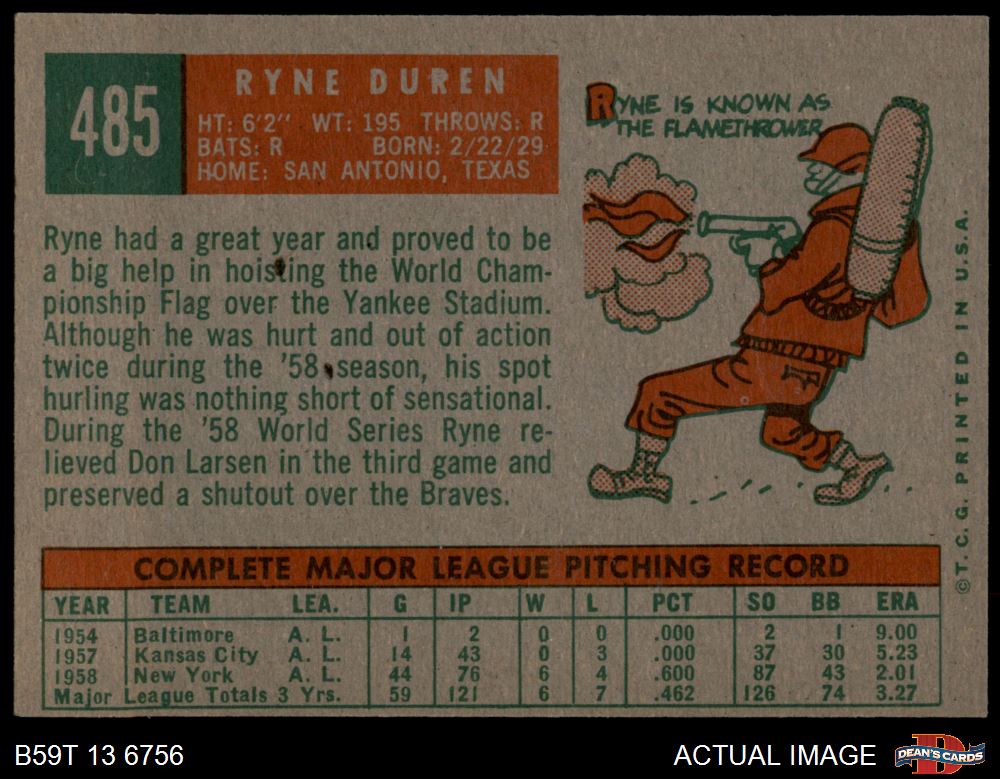 485
RYNE DUREN
HT: 6'2" WT: 195 THROWS: R
BATS: R BORN: 2/22/29
HOME: SAN ANTONIO, TEXAS
RYNE IS KNOWN AS
THE FLAMETHROWER
Ryne had a great year and proved to be
a big help in hoisting the World Cham-
pionship Flag over the Yankee Stadium.
Although he was hurt and out of action
twice during the '58 season, his spot
hurling was nothing short of sensational.
During the '58 World Series Ryne re-
lieved Don Larsen in the third game and
preserved a shutout over the Braves.
© T. C. G. PRINTED IN U.S.A.
COMPLETE MAJOR LEAGUE PITCHING RECORD
YEAR TEAM LEA. G IP W L PCT SO BB ERA
1954 Baltimore A. L. 1 2 0 0 .000 2 1 9.00
1957 Kansas City A. L. 14 43 0 3 .000 37 30 5.23
1958 New York A. L. 44 76 6 4 .600 87 43 2.01
Major League Totals 3 Yrs. 59 121 6 7 .462 126 74 3.27
B59T 13 6756
ACTUAL IMAGE
DEAN'S CARDS